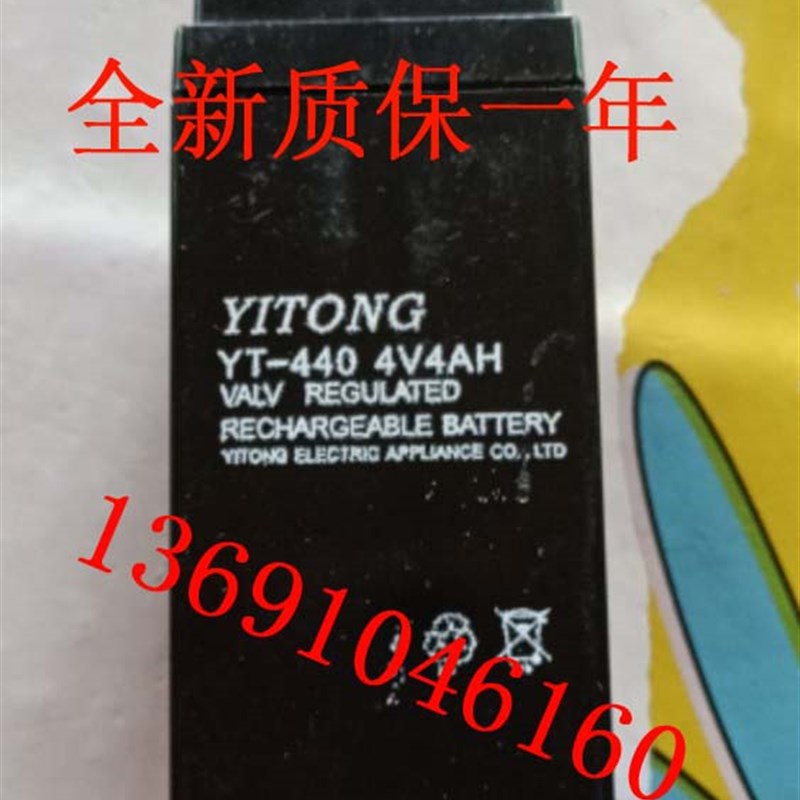 全新质保一年
YITONG
YT-440 4V4AH
VALV REGULATED
RECHARGEABLE BATTERY
YITONG ELECTRIC APPLIANCE CO.,LTD
13691046160